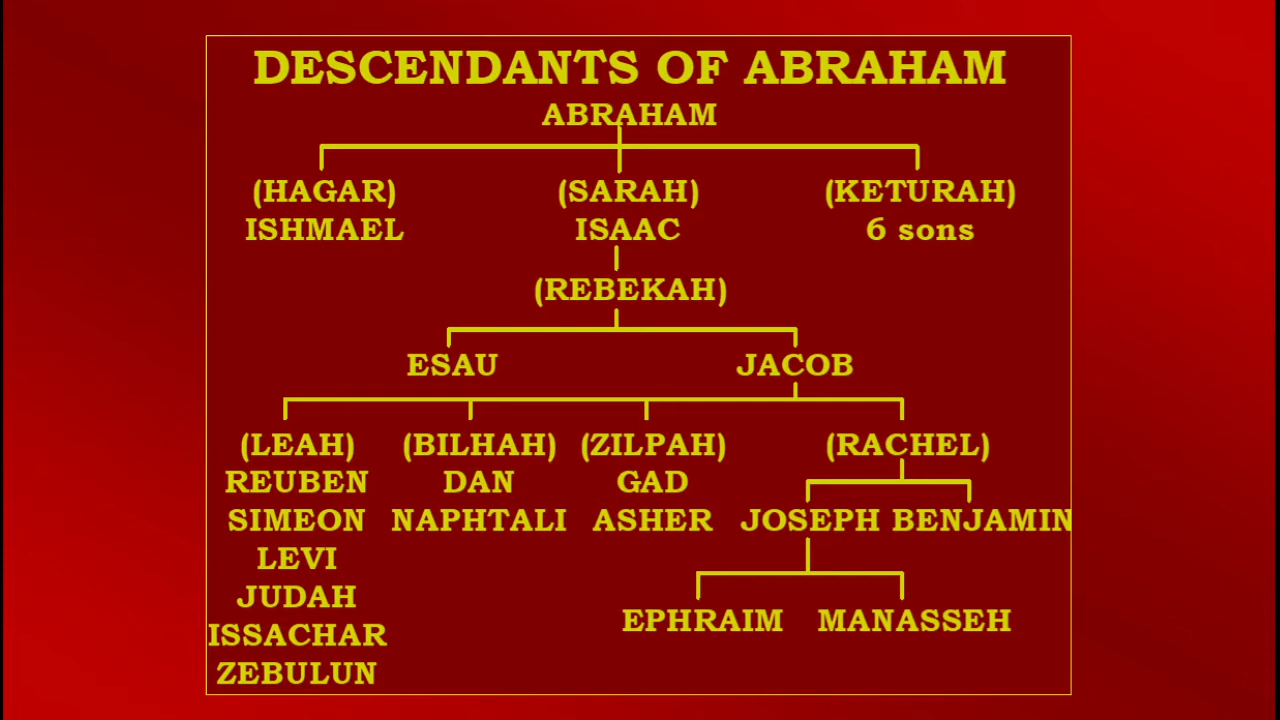 DESCENDANTS OF ABRAHAM
ABRAHAM
(HAGAR) (SARAH) (KETURAH)
ISHMAEL ISAAC 6 sons
(REBEKAH)
ESAU JACOB
(LEAH) (BILHAH) (ZILPAH) (RACHEL)
REUBEN DAN GAD
SIMEON NAPHTALI ASHER JOSEPH BENJAMIN
LEVI
JUDAH
EPHRAIM MANASSEH
ISSACHAR
ZEBULUN